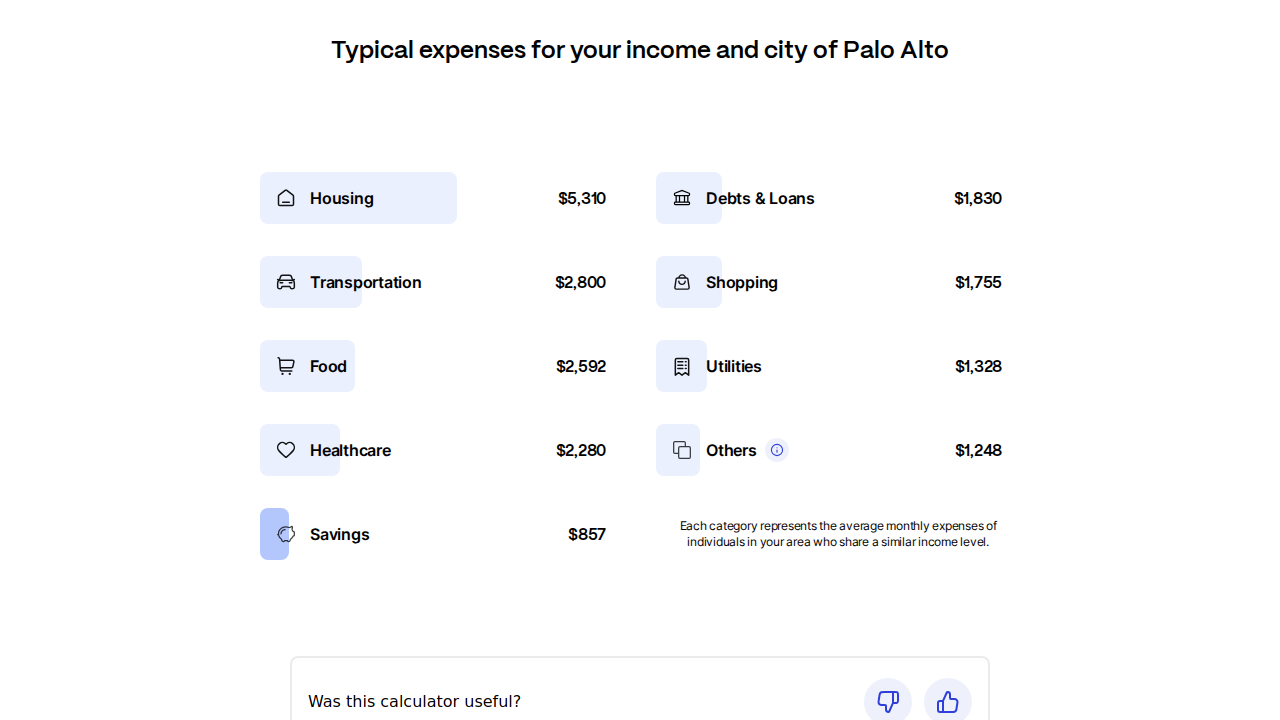 Typical expenses for your income and city of Palo Alto
Housing $5,310
Debts & Loans $1,830
Transportation $2,800
Shopping $1,755
Food $2,592
Utilities $1,328
Healthcare $2,280
Others $1,248
Savings $857
Each category represents the average monthly expenses of
individuals in your area who share a similar income level.
Was this calculator useful?